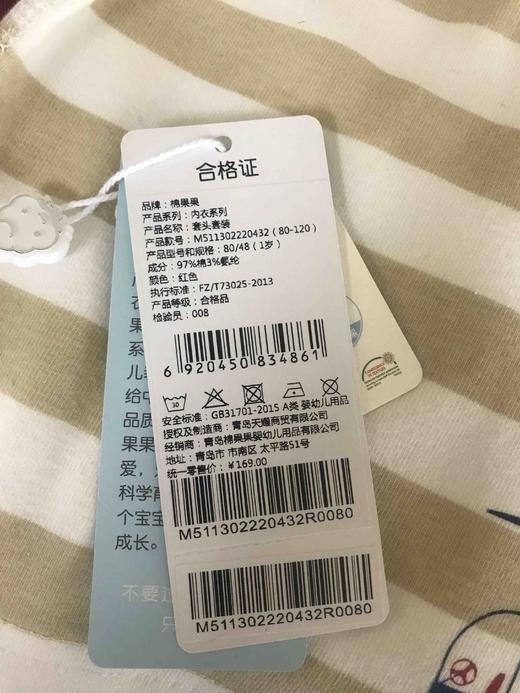 合格证
品牌：棉果果
产品系列：内衣系列
产品名称：套头套装
产品款号：M511302220432（80-120）
产品型号和规格：80/48（1岁）
成分：97%棉3%氨纶
颜色：红色
执行标准：FZ/T73025-2013
产品等级：合格品
检验员：008
6 920450 834861
30
安全标准：GB31701-2015 A类 婴幼儿用品
授权及制造商：青岛天耀商贸有限公司
经销商：青岛棉果果婴幼儿用品有限公司
地址：青岛市 市南区 太平路51号
统一零售价：¥169.00
M511302220432R0080
M511302220432R0080
果
系
儿
给中
品质
果果
爱，
科学育
个宝宝
成长。
不要过
只